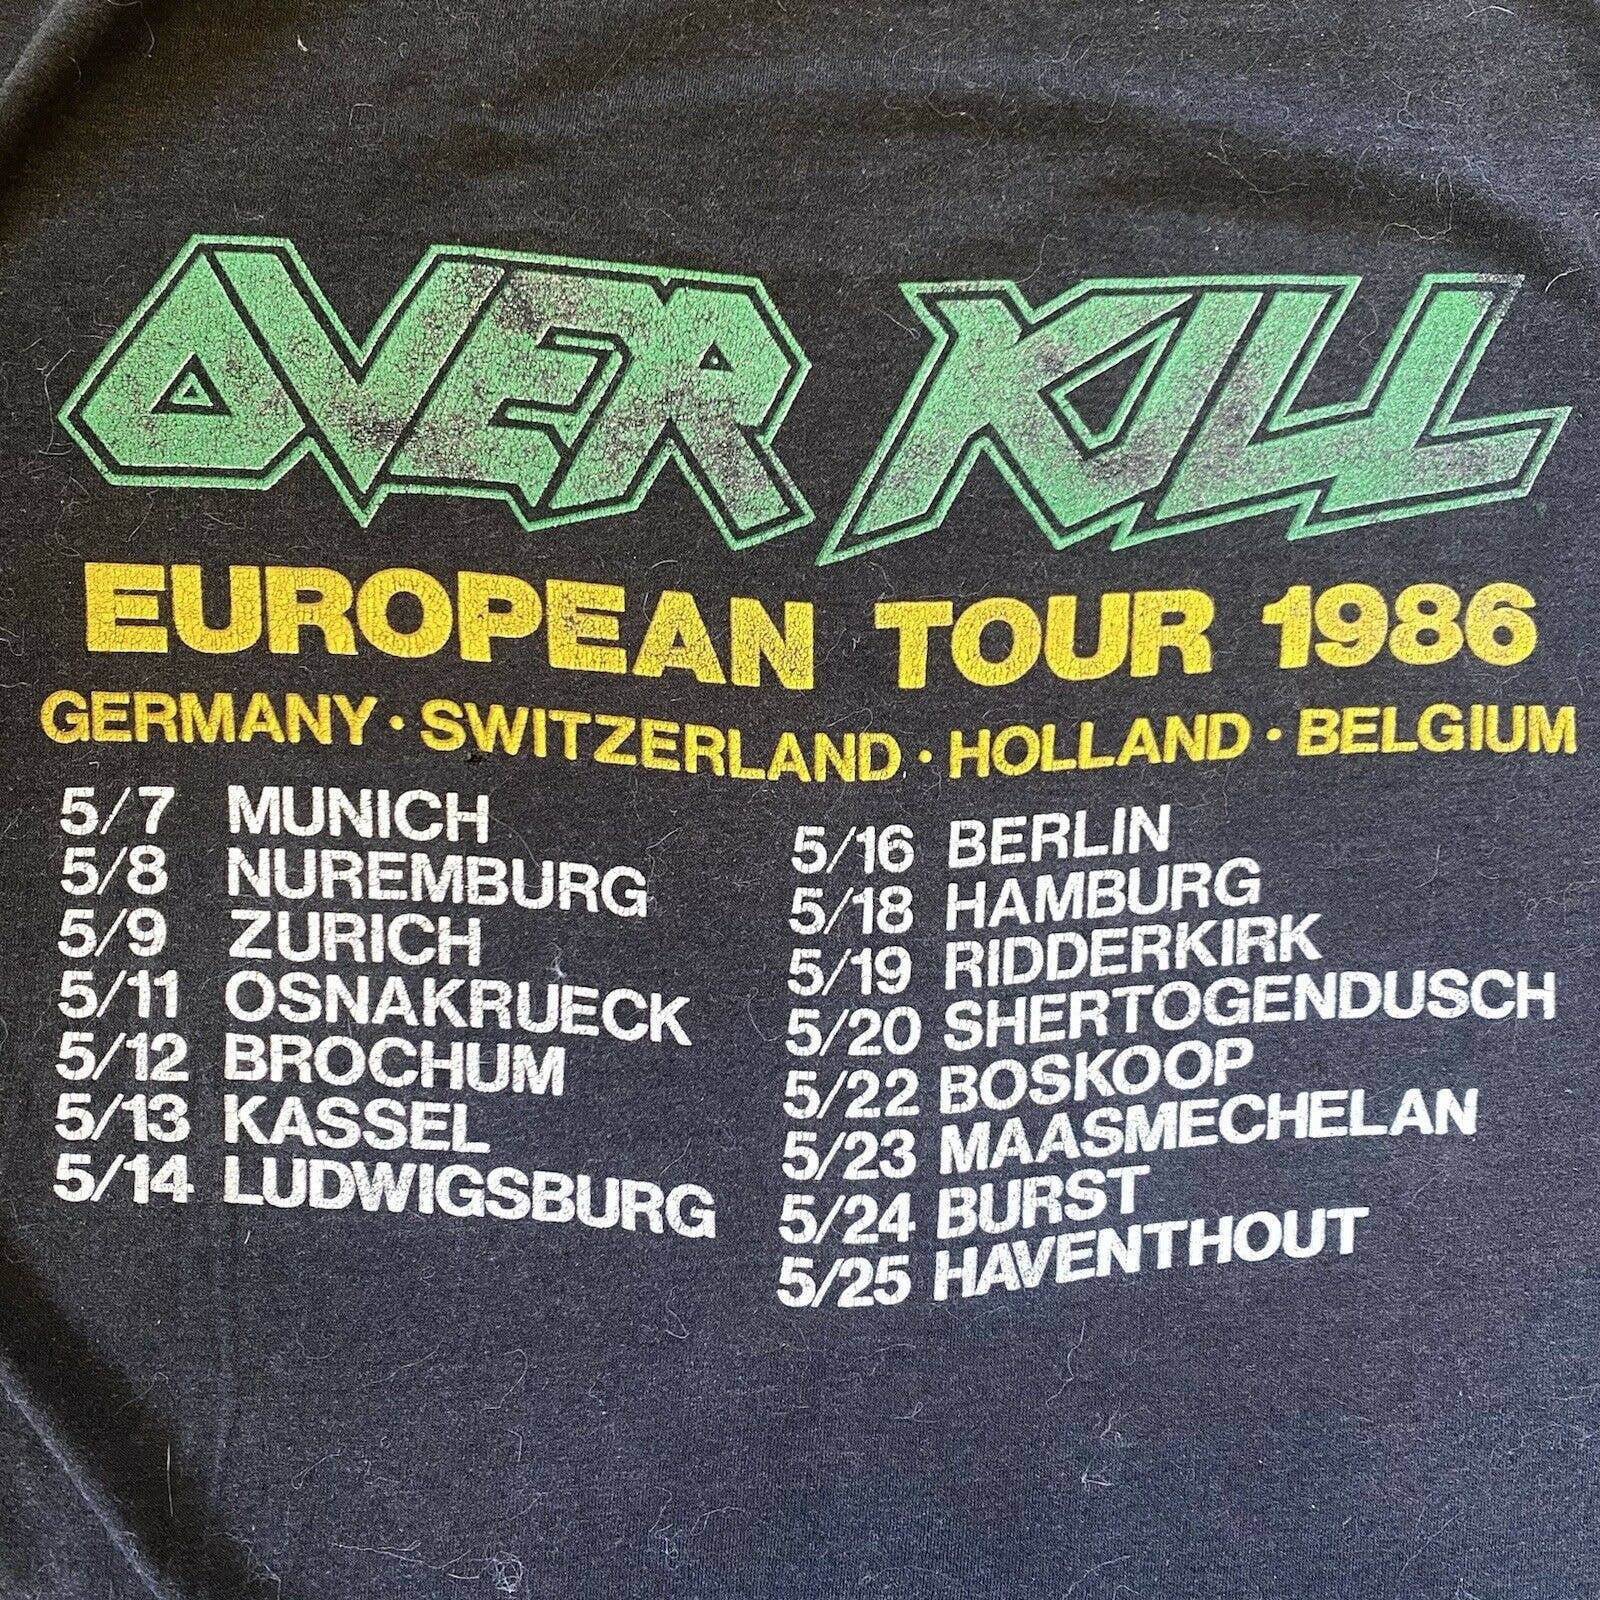 OVER KILL
EUROPEAN TOUR 1986
GERMANY · SWITZERLAND · HOLLAND · BELGIUM
5/7 MUNICH
5/8 NUREMBURG
5/9 ZURICH
5/11 OSNAKRUECK
5/12 BROCHUM
5/13 KASSEL
5/14 LUDWIGSBURG
5/16 BERLIN
5/18 HAMBURG
5/19 RIDDERKIRK
5/20 SHERTOGENDUSCH
5/22 BOSKOOP
5/23 MAASMECHELAN
5/24 BURST
5/25 HAVENTHOUT